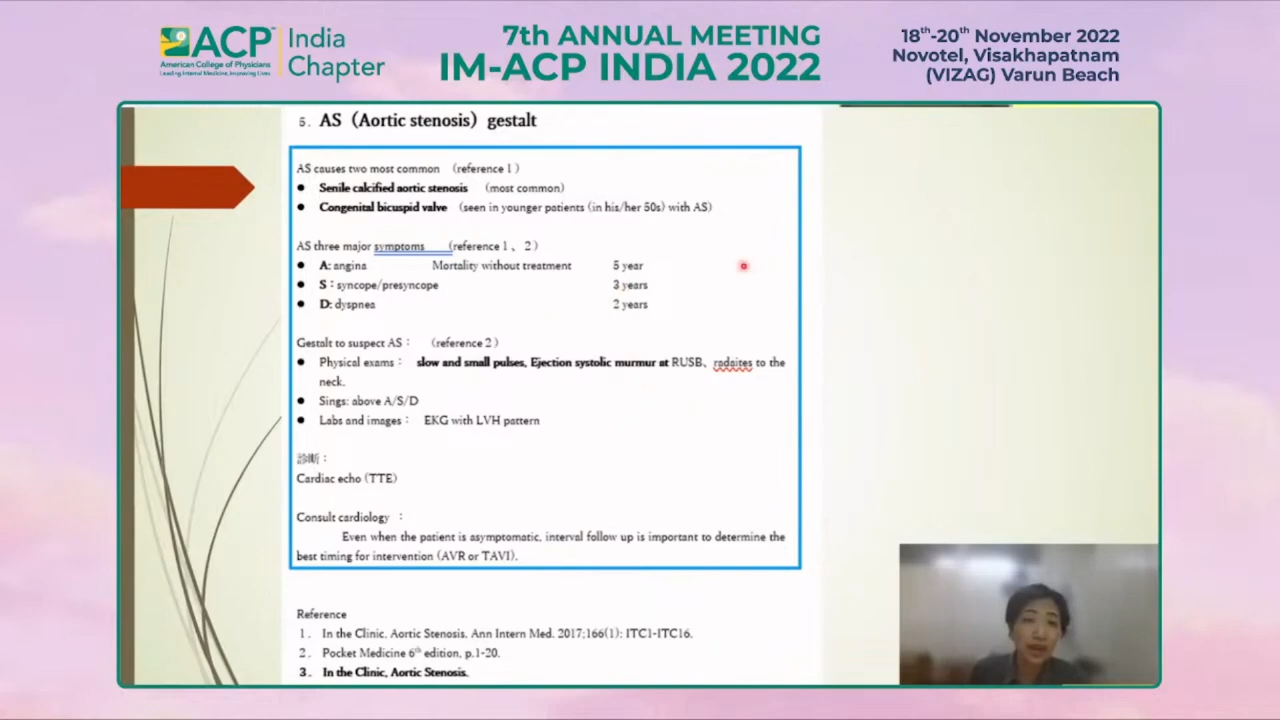 ACP
American College of Physicians
Leading Internal Medicine, Improving Lives
India
Chapter
7th ANNUAL MEETING
IM-ACP INDIA 2022
18th-20th November 2022
Novotel, Visakhapatnam
(VIZAG) Varun Beach
5. AS (Aortic stenosis) gestalt
AS causes two most common (reference 1)
● Senile calcified aortic stenosis (most common)
● Congenital bicuspid valve (seen in younger patients (in his/her 50s) with AS)
AS three major symptoms (reference 1、2)
● A: angina Mortality without treatment 5 year
● S：syncope/presyncope 3 years
● D: dyspnea 2 years
Gestalt to suspect AS： (reference 2)
● Physical exams： slow and small pulses, Ejection systolic murmur at RUSB、radaites to the
neck.
● Sings: above A/S/D
● Labs and images： EKG with LVH pattern
診断：
Cardiac echo (TTE)
Consult cardiology ：
Even when the patient is asymptomatic, interval follow up is important to determine the
best timing for intervention (AVR or TAVI).
Reference
1. In the Clinic, Aortic Stenosis. Ann Intern Med. 2017;166(1): ITC1-ITC16.
2. Pocket Medicine 6th edition, p.1-20.
3. In the Clinic, Aortic Stenosis.